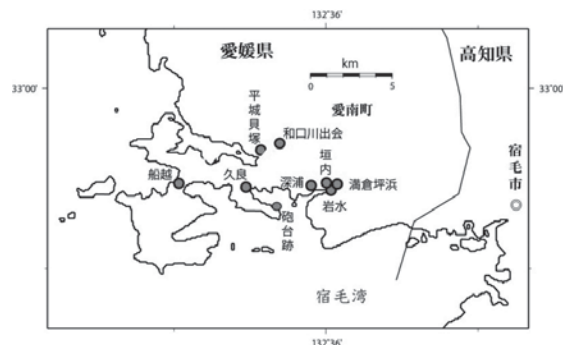 132°36'
愛媛県
高知県
km
0
5
33°00'
33°00'
愛南町
平城貝塚
和口川出会
垣内
宿毛市
船越
久良
深浦
満倉坪浜
岩水
砲台跡
宿毛湾
132°36'